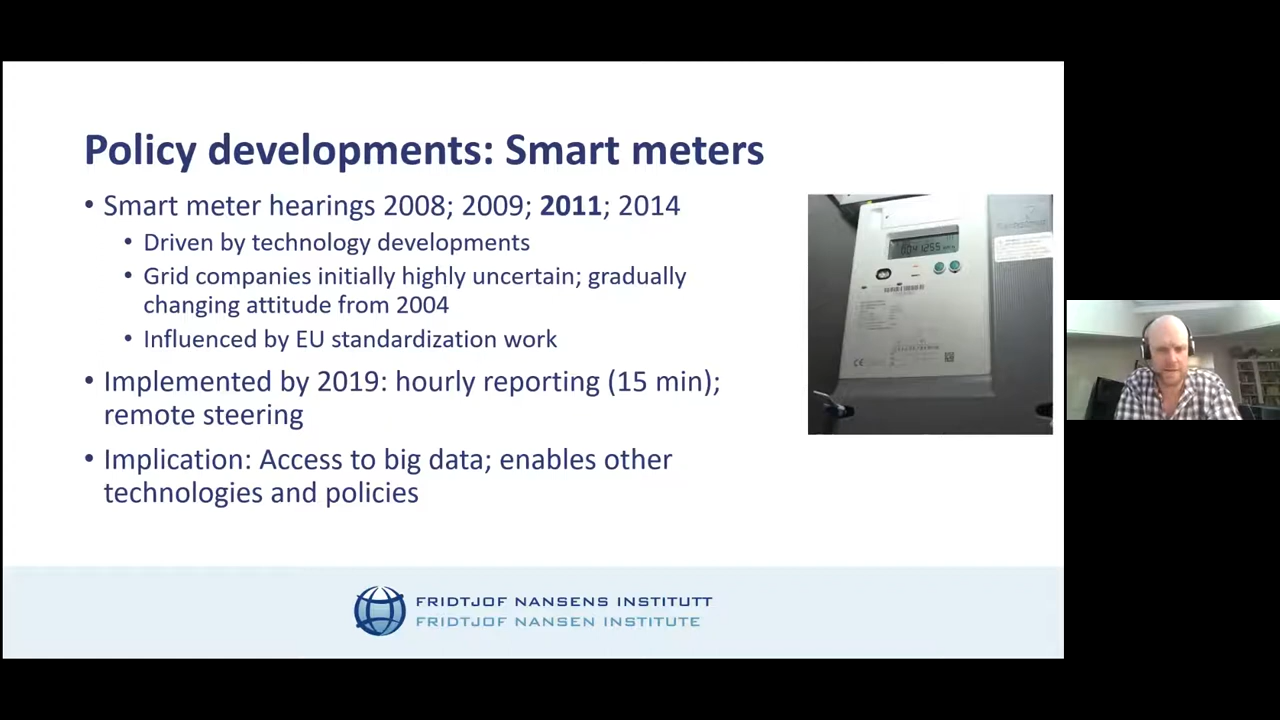 Policy developments: Smart meters
• Smart meter hearings 2008; 2009; 2011; 2014
• Driven by technology developments
• Grid companies initially highly uncertain; gradually
changing attitude from 2004
• Influenced by EU standardization work
• Implemented by 2019: hourly reporting (15 min);
remote steering
• Implication: Access to big data; enables other
technologies and policies
FRIDTJOF NANSENS INSTITUTT
FRIDTJOF NANSEN INSTITUTE